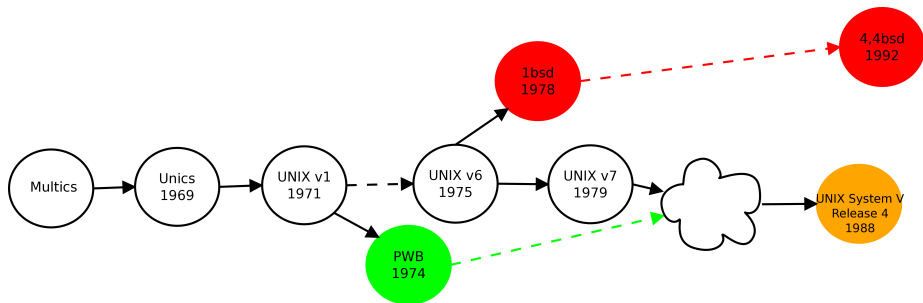 Multics
Unics
1969
UNIX v1
1971
PWB
1974
UNIX v6
1975
1bsd
1978
UNIX v7
1979
4,4bsd
1992
UNIX System V
Release 4
1988